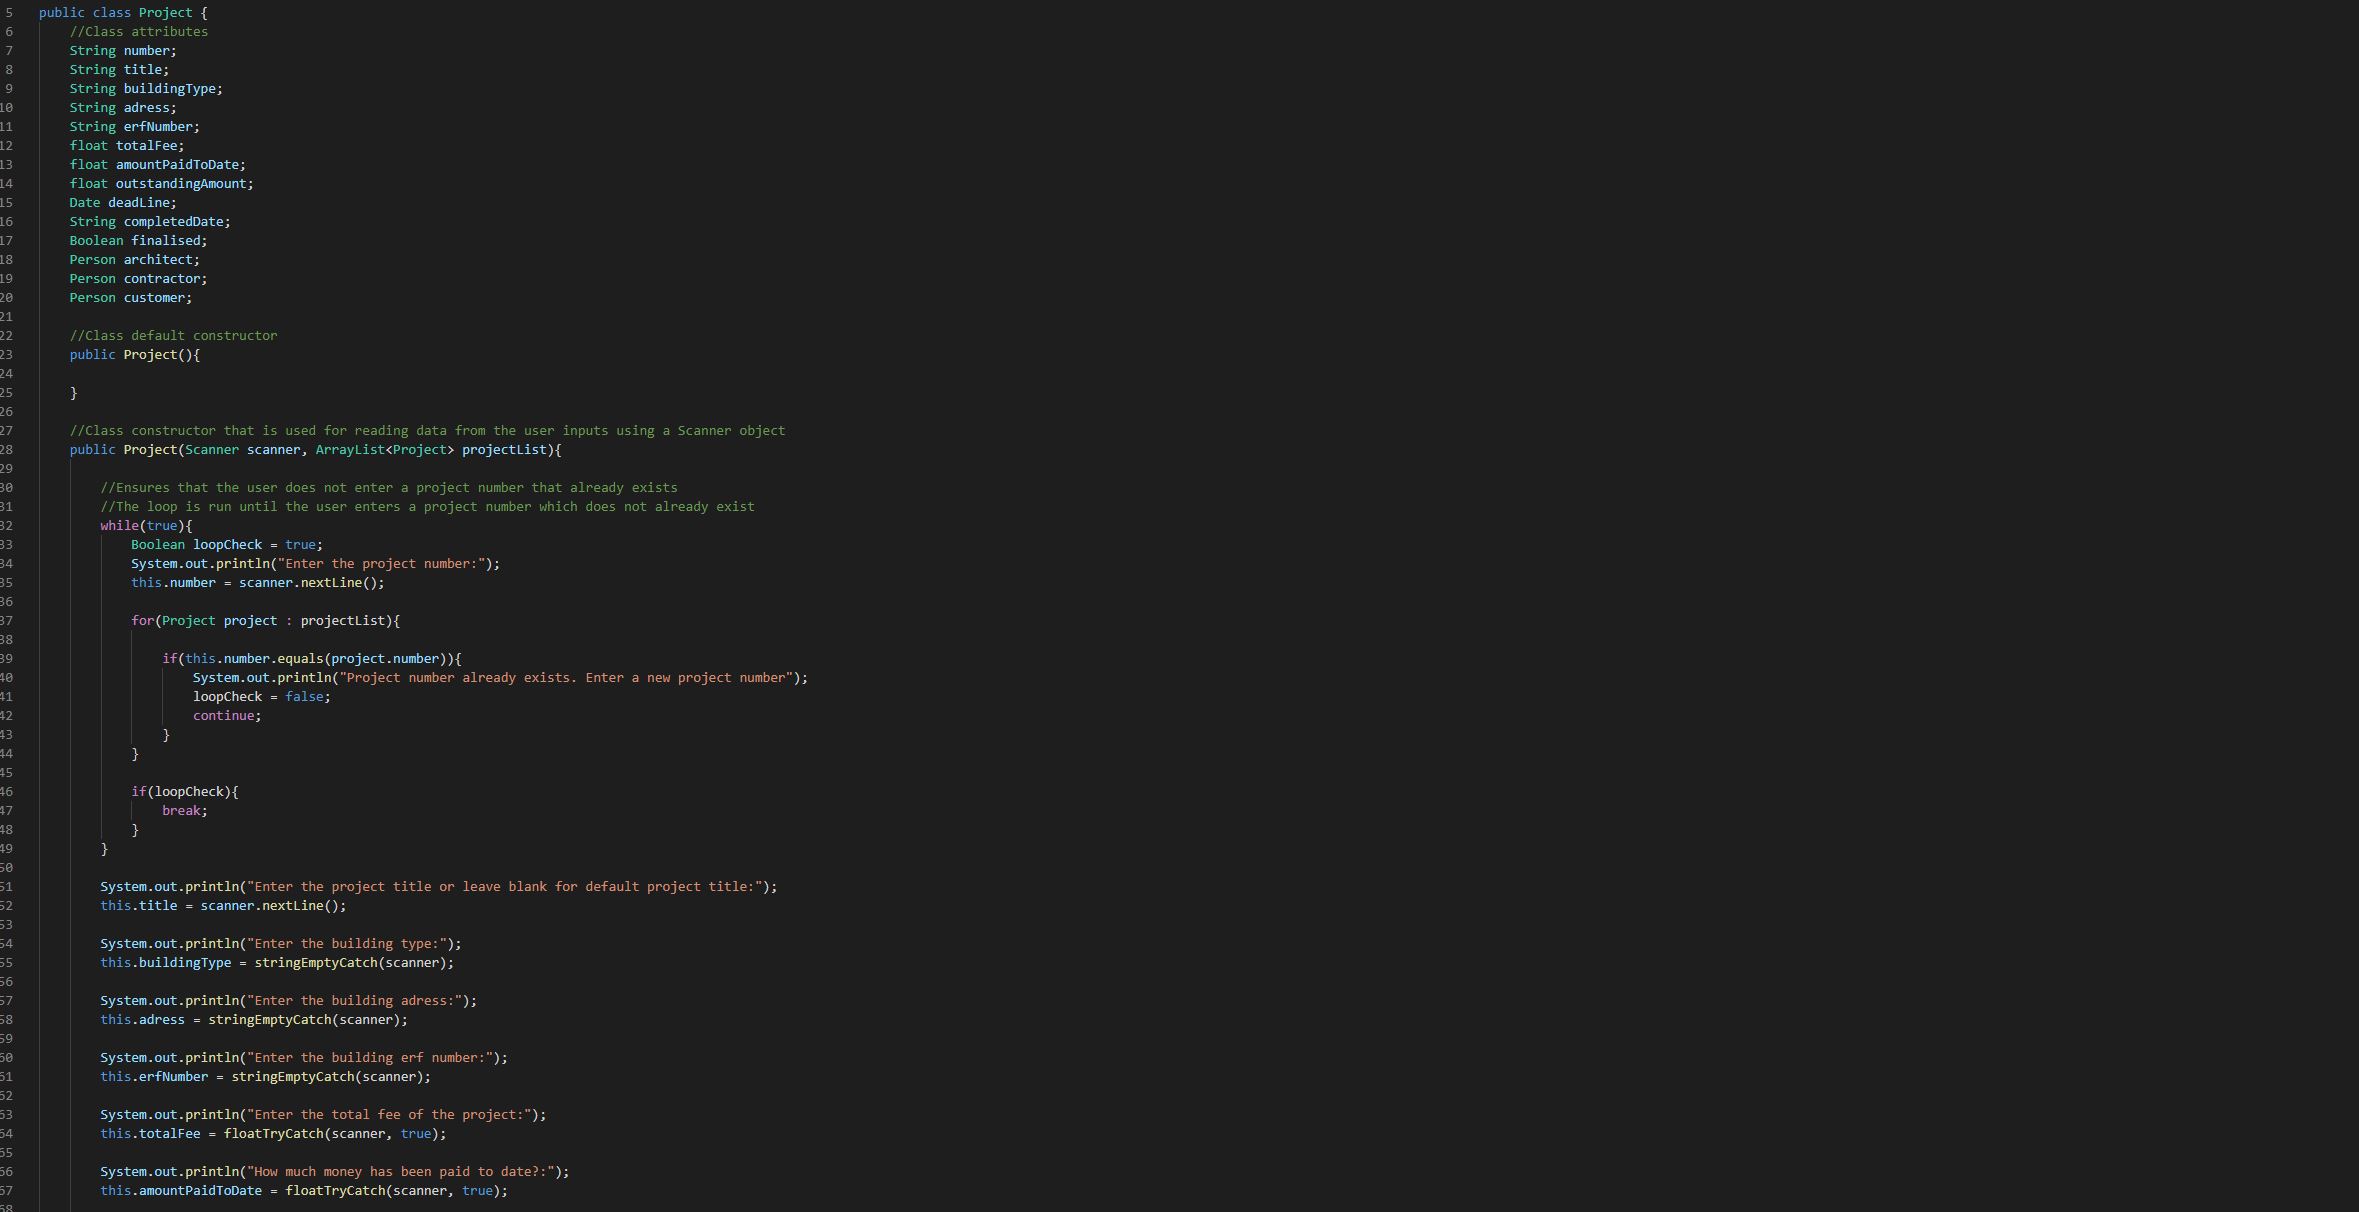 5 public class Project {
6 //Class attributes
7 String number;
8 String title;
9 String buildingType;
10 String adress;
11 String erfNumber;
12 float totalFee;
13 float amountPaidToDate;
14 float outstandingAmount;
15 Date deadLine;
16 String completedDate;
17 Boolean finalised;
18 Person architect;
19 Person contractor;
20 Person customer;
21
22 //Class default constructor
23 public Project(){
24
25 }
26
27 //Class constructor that is used for reading data from the user inputs using a Scanner object
28 public Project(Scanner scanner, ArrayList<Project> projectList){
29
30 //Ensures that the user does not enter a project number that already exists
31 //The loop is run until the user enters a project number which does not already exist
32 while(true){
33 Boolean loopCheck = true;
34 System.out.println("Enter the project number:");
35 this.number = scanner.nextLine();
36
37 for(Project project : projectList){
38
39 if(this.number.equals(project.number)){
40 System.out.println("Project number already exists. Enter a new project number");
41 loopCheck = false;
42 continue;
43 }
44 }
45
46 if(loopCheck){
47 break;
48 }
49 }
50
51 System.out.println("Enter the project title or leave blank for default project title:");
52 this.title = scanner.nextLine();
53
54 System.out.println("Enter the building type:");
55 this.buildingType = stringEmptyCatch(scanner);
56
57 System.out.println("Enter the building adress:");
58 this.adress = stringEmptyCatch(scanner);
59
60 System.out.println("Enter the building erf number:");
61 this.erfNumber = stringEmptyCatch(scanner);
62
63 System.out.println("Enter the total fee of the project:");
64 this.totalFee = floatTryCatch(scanner, true);
65
66 System.out.println("How much money has been paid to date?:");
67 this.amountPaidToDate = floatTryCatch(scanner, true);
68